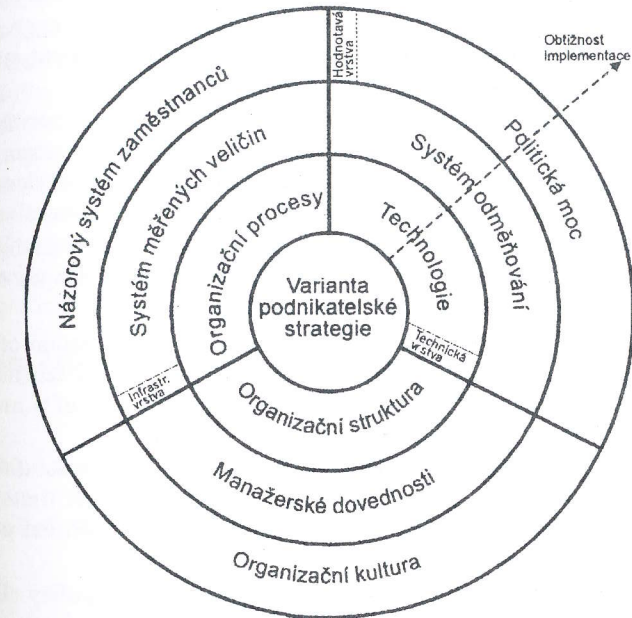 Obtížnost
implementace
Hodnotavá
vrstva
Názorový systém zaměstnanců
Politická moc
Systém měřených veličin
Systém odměňování
Organizační procesy
Technologie
Varianta
podnikatelské
strategie
Technická
vrstva
Infrastr.
vrstva
Organizační struktura
Manažerské dovednosti
Organizační kultura